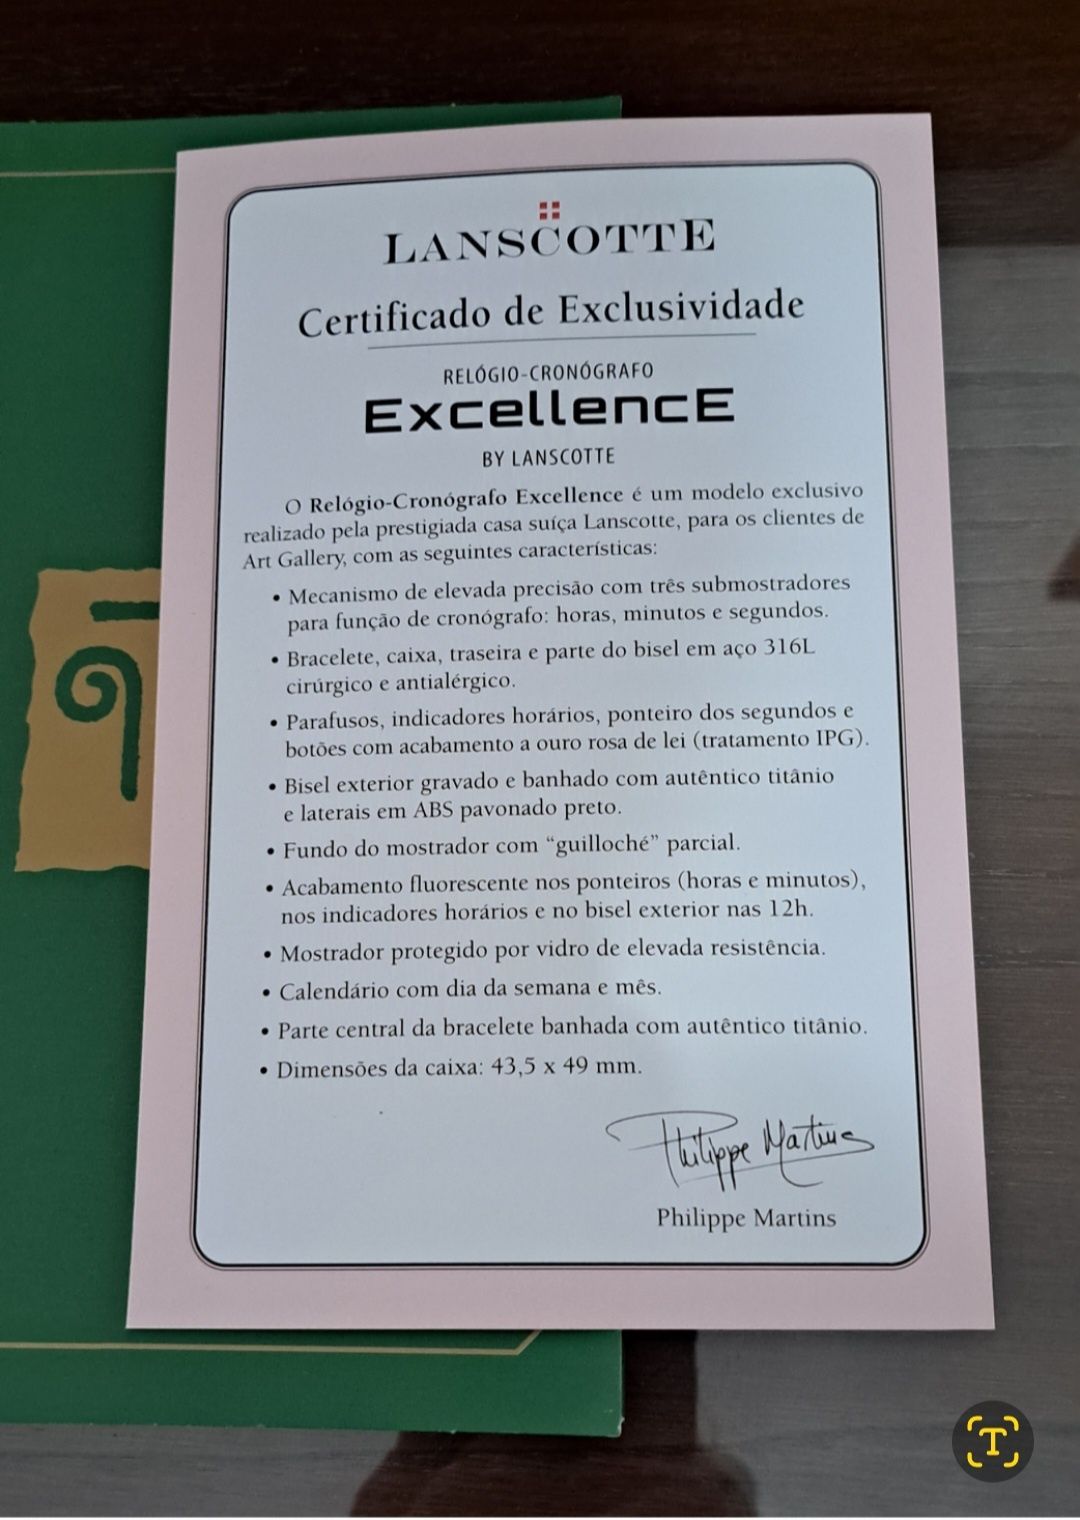 LANSCOTTE
Certificado de Exclusividade
RELÓGIO-CRONÓGRAFO
ExcellencE
BY LANSCOTTE
O Relógio-Cronógrafo Excellence é um modelo exclusivo
realizado pela prestigiada casa suíça Lanscotte, para os clientes de
Art Gallery, com as seguintes características:
• Mecanismo de elevada precisão com três submostradores
para função de cronógrafo: horas, minutos e segundos.
• Bracelete, caixa, traseira e parte do bisel em aço 316L
cirúrgico e antialérgico.
• Parafusos, indicadores horários, ponteiro dos segundos e
botões com acabamento a ouro rosa de lei (tratamento IPG).
• Bisel exterior gravado e banhado com autêntico titânio
e laterais em ABS pavonado preto.
• Fundo do mostrador com “guilloché” parcial.
• Acabamento fluorescente nos ponteiros (horas e minutos),
nos indicadores horários e no bisel exterior nas 12h.
• Mostrador protegido por vidro de elevada resistência.
• Calendário com dia da semana e mês.
• Parte central da bracelete banhada com autêntico titânio.
• Dimensões da caixa: 43,5 x 49 mm.
Philippe Martins
Philippe Martins